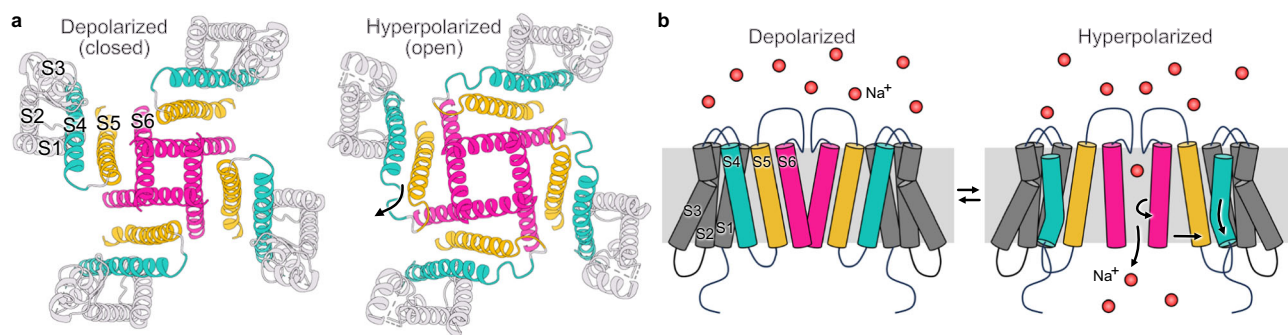 a
Depolarized
(closed)
Hyperpolarized
(open)
S3
S2
S4
S5
S6
S1
b
Depolarized
Hyperpolarized
Na+
S4
S5
S6
S3
S2
S1
Na+